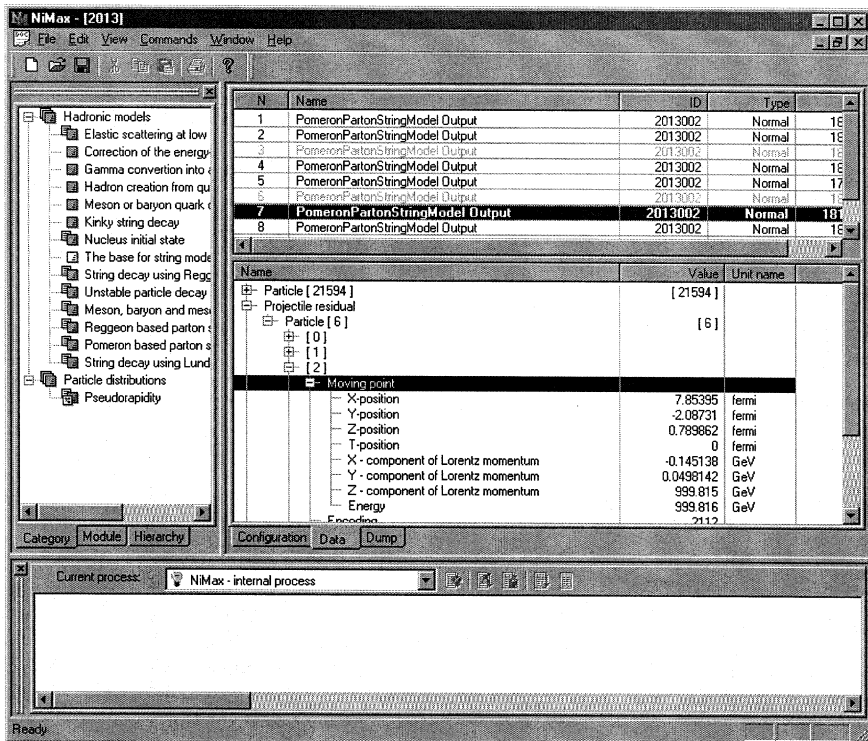 NiMax - [2013]
File Edit View Commands Window Help
Hadronic models
Elastic scattering at low
Correction of the energy-
Gamma convertion into a
Hadron creation from qu
Meson or baryon quark c
Kinky string decay
Nucleus initial state
The base for string mode
String decay using Regg
Unstable particle decay
Meson, baryon and mes
Reggeon based parton s
Pomeron based parton s
String decay using Lund
Particle distributions
Pseudorapidity
Category Module Hierarchy
N Name ID Type
1 PomeronPartonStringModel Output 2013002 Normal 18
2 PomeronPartonStringModel Output 2013002 Normal 18
3 PomeronPartonStringModel Output 2013002 Normal 18
4 PomeronPartonStringModel Output 2013002 Normal 18
5 PomeronPartonStringModel Output 2013002 Normal 17
6 PomeronPartonStringModel Output 2013002 Normal 18
7 PomeronPartonStringModel Output 2013002 Normal 181
8 PomeronPartonStringModel Output 2013002 Normal 18
Name Value Unit name
Particle [ 21594 ] [ 21594 ]
Projectile residual
Particle [ 6 ] [ 6 ]
[ 0 ]
[ 1 ]
[ 2 ]
Moving point
X-position 7.85395 fermi
Y-position -2.08731 fermi
Z-position 0.789862 fermi
T-position 0 fermi
X - component of Lorentz momentum -0.145138 GeV
Y - component of Lorentz momentum 0.0498142 GeV
Z - component of Lorentz momentum 999.815 GeV
Energy 999.816 GeV
Encoding 2112
Configuration Data Dump
Current process: NiMax - internal process
Ready